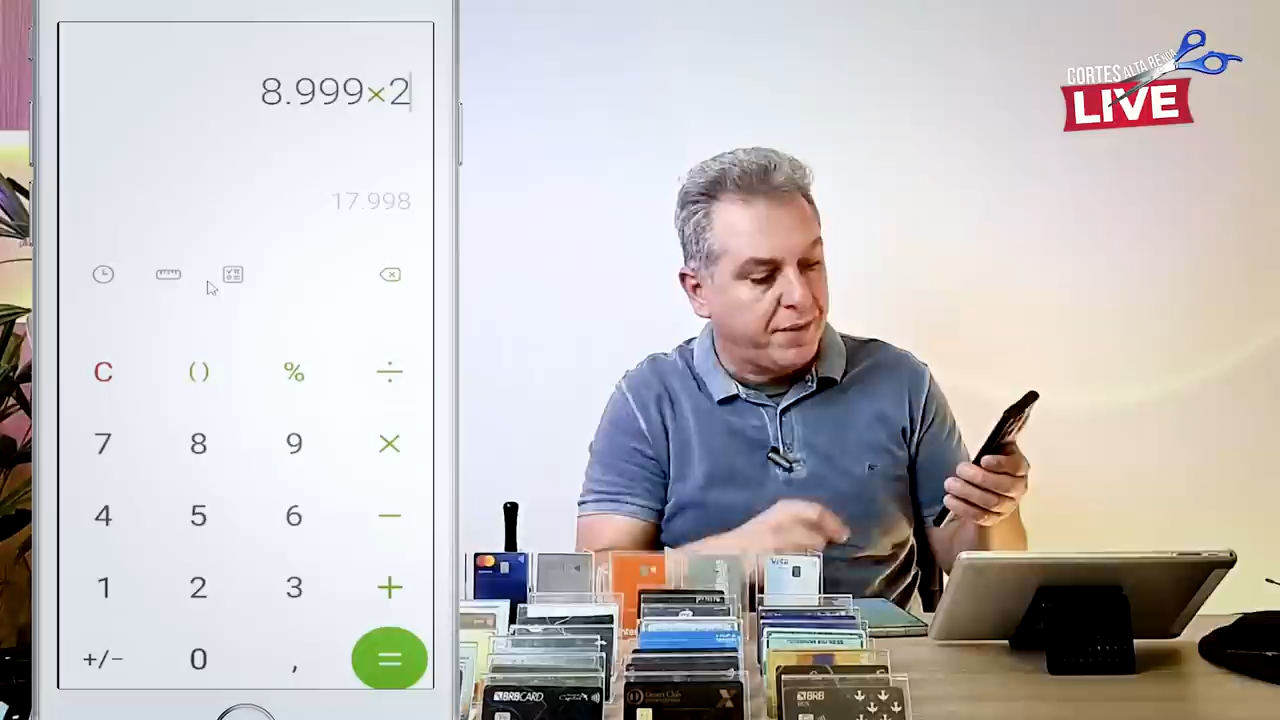 8.999×2
17.998
C () % ÷
7 8 9 ×
4 5 6 −
1 2 3 +
+/− 0 , =
CORTES ALTA RENDA
LIVE
VISA
BRBCARD
Diners Club
BRB